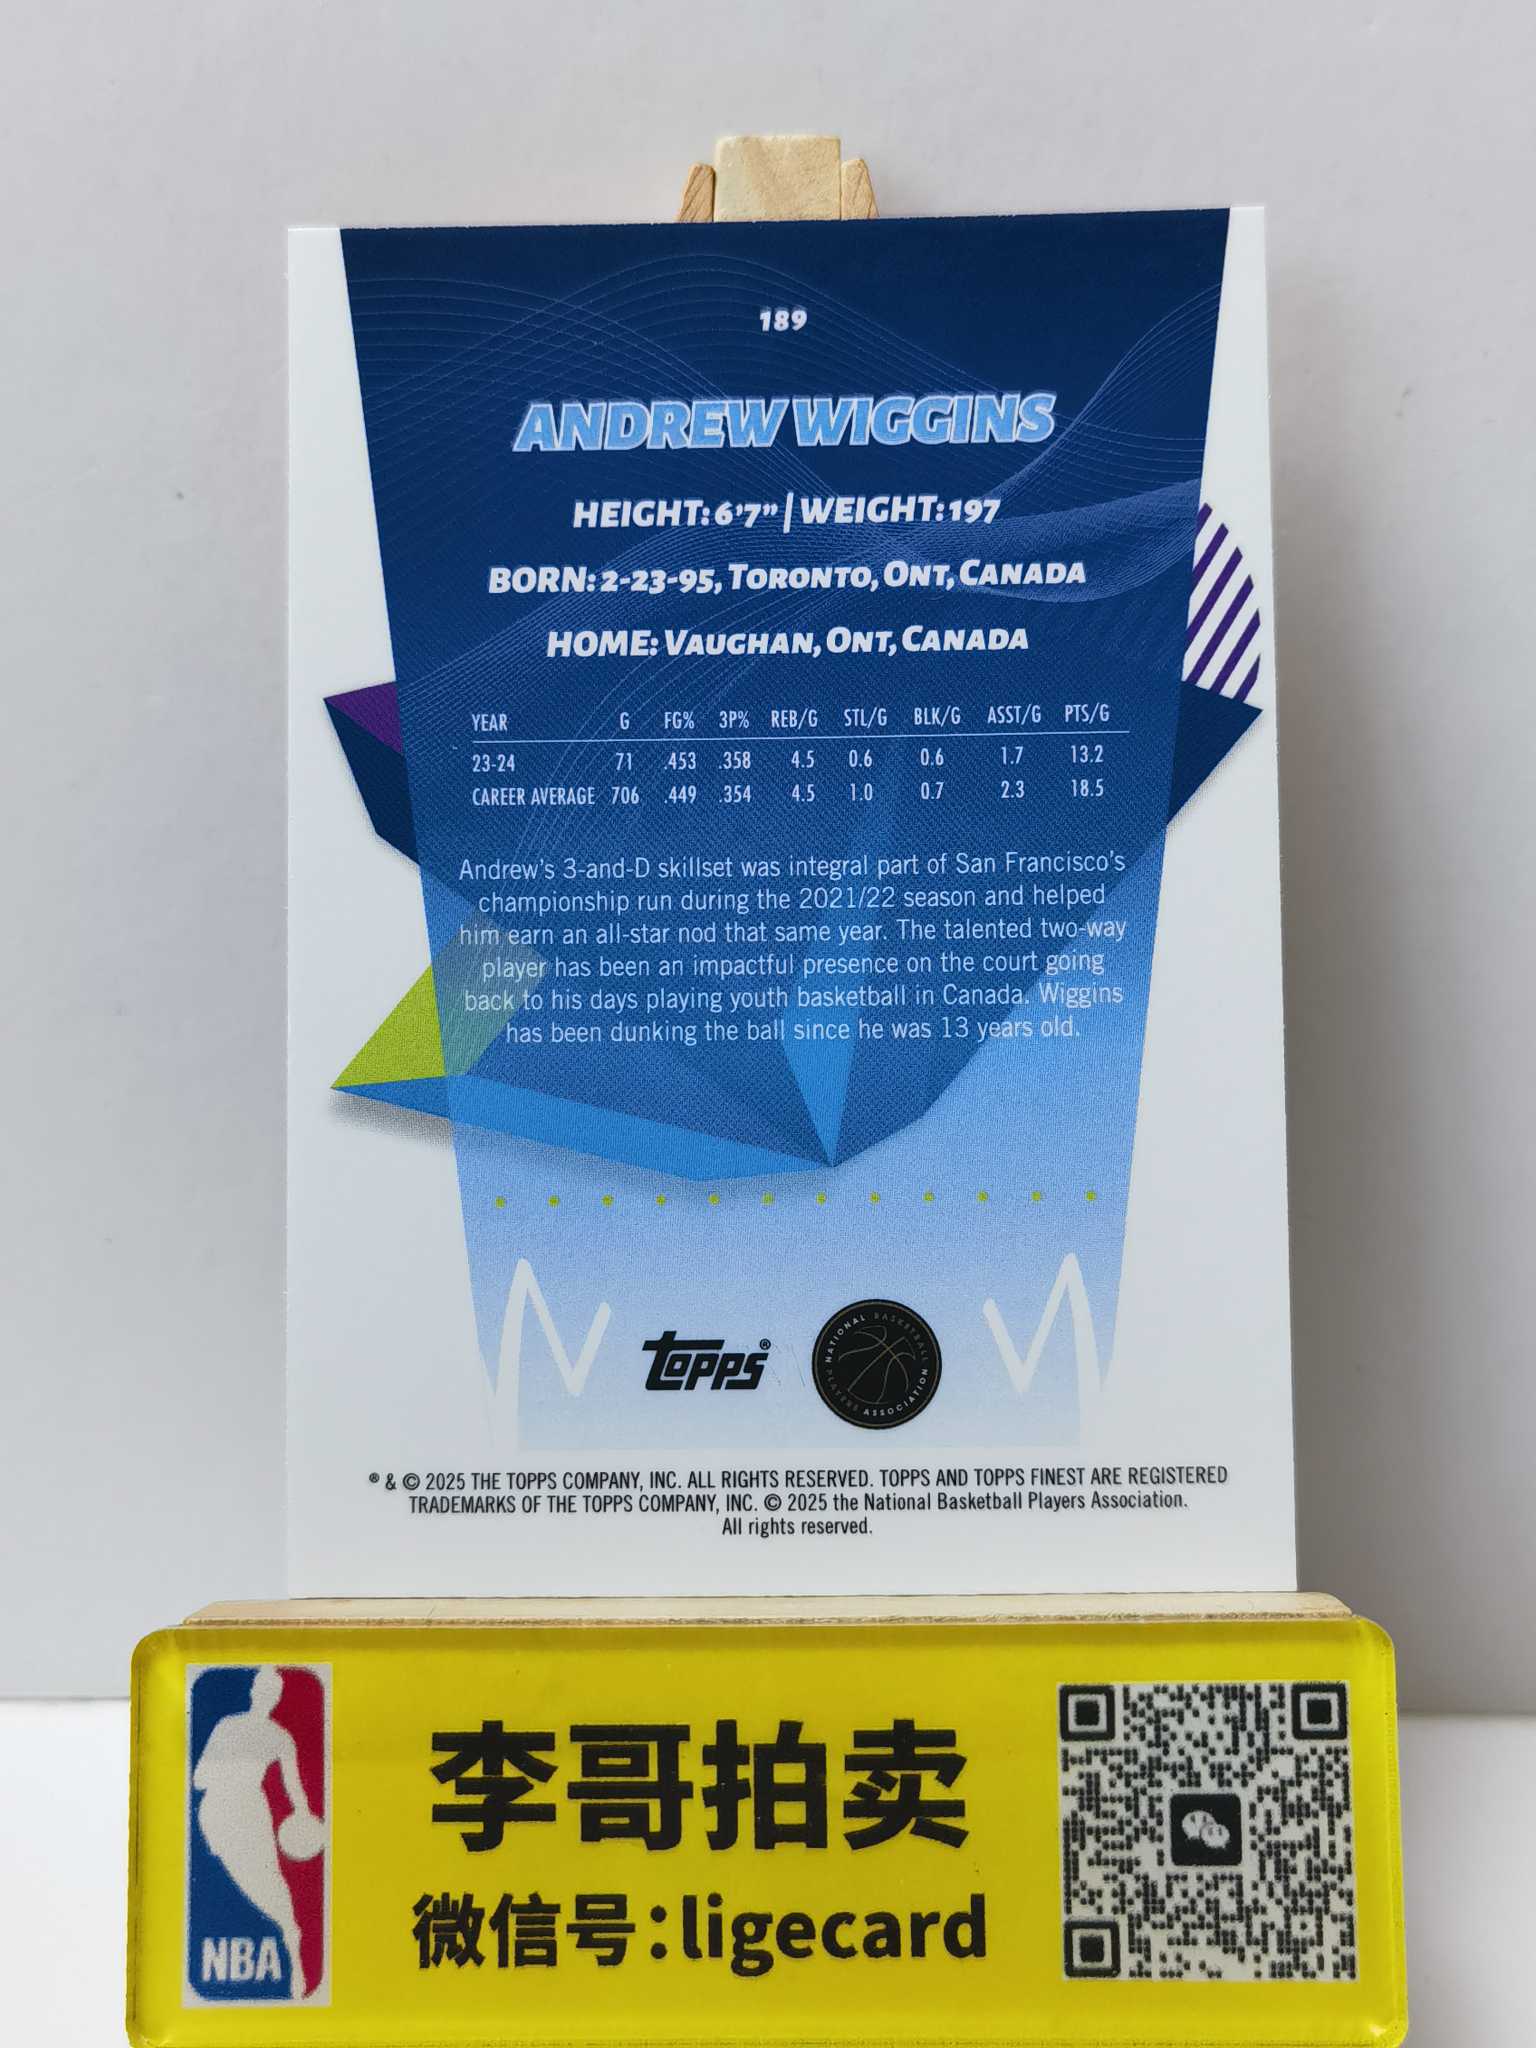 189
ANDREW WIGGINS
HEIGHT: 6'7" | WEIGHT: 197
BORN: 2-23-95, TORONTO, ONT, CANADA
HOME: VAUGHAN, ONT, CANADA
YEAR G FG% 3P% REB/G STL/G BLK/G ASST/G PTS/G
23-24 71 .453 .358 4.5 0.6 0.6 1.7 13.2
CAREER AVERAGE 706 .449 .354 4.5 1.0 0.7 2.3 18.5
Andrew's 3-and-D skillset was integral part of San Francisco's
championship run during the 2021/22 season and helped
him earn an all-star nod that same year. The talented two-way
player has been an impactful presence on the court going
back to his days playing youth basketball in Canada. Wiggins
has been dunking the ball since he was 13 years old.
TOPPS®
NATIONAL BASKETBALL PLAYERS ASSOCIATION
® & © 2025 THE TOPPS COMPANY, INC. ALL RIGHTS RESERVED. TOPPS AND TOPPS FINEST ARE REGISTERED
TRADEMARKS OF THE TOPPS COMPANY, INC. © 2025 the National Basketball Players Association.
All rights reserved.
NBA
李哥拍卖
微信号:ligecard